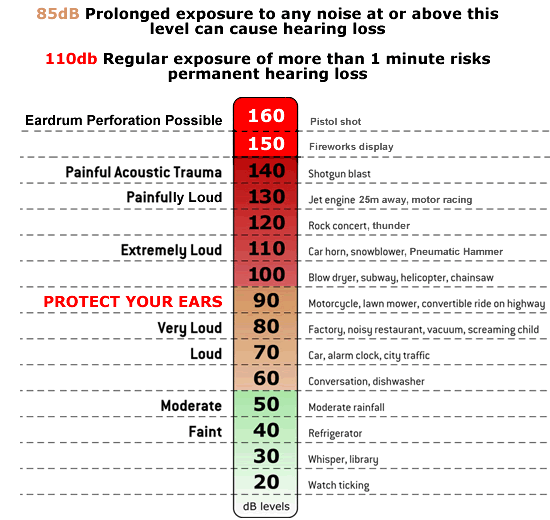 85dB Prolonged exposure to any noise at or above this
level can cause hearing loss
110db Regular exposure of more than 1 minute risks
permanent hearing loss
Eardrum Perforation Possible 160 Pistol shot
150 Fireworks display
Painful Acoustic Trauma 140 Shotgun blast
Painfully Loud 130 Jet engine 25m away, motor racing
120 Rock concert, thunder
Extremely Loud 110 Car horn, snowblower, Pneumatic Hammer
100 Blow dryer, subway, helicopter, chainsaw
PROTECT YOUR EARS 90 Motorcycle, lawn mower, convertible ride on highway
Very Loud 80 Factory, noisy restaurant, vacuum, screaming child
Loud 70 Car, alarm clock, city traffic
60 Conversation, dishwasher
Moderate 50 Moderate rainfall
Faint 40 Refrigerator
30 Whisper, library
20 Watch ticking
dB levels